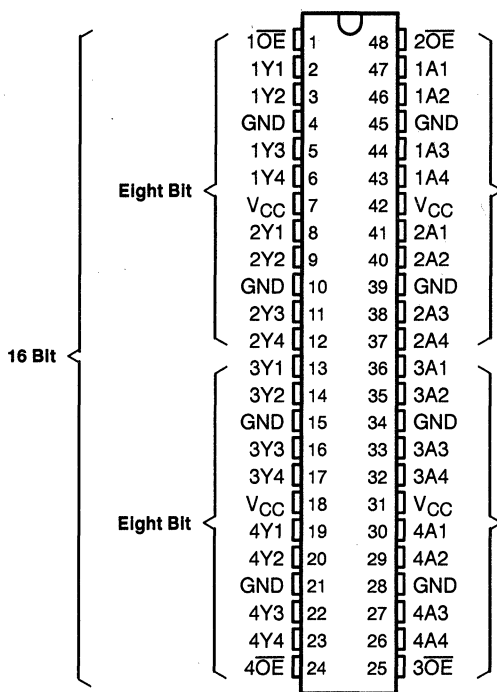 1O̅E̅ 1 48 2O̅E̅
1Y1 2 47 1A1
1Y2 3 46 1A2
GND 4 45 GND
1Y3 5 44 1A3
1Y4 6 43 1A4
Eight Bit
VCC 7 42 VCC
2Y1 8 41 2A1
2Y2 9 40 2A2
GND 10 39 GND
2Y3 11 38 2A3
2Y4 12 37 2A4
16 Bit
3Y1 13 36 3A1
3Y2 14 35 3A2
GND 15 34 GND
3Y3 16 33 3A3
3Y4 17 32 3A4
VCC 18 31 VCC
Eight Bit
4Y1 19 30 4A1
4Y2 20 29 4A2
GND 21 28 GND
4Y3 22 27 4A3
4Y4 23 26 4A4
4O̅E̅ 24 25 3O̅E̅